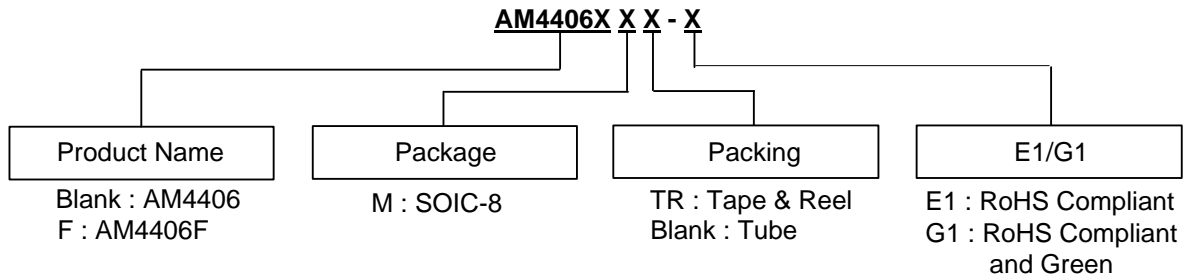 AM4406X X X - X
Product Name
Package
Packing
E1/G1
Blank : AM4406
F : AM4406F
M : SOIC-8
TR : Tape & Reel
Blank : Tube
E1 : RoHS Compliant
G1 : RoHS Compliant
and Green